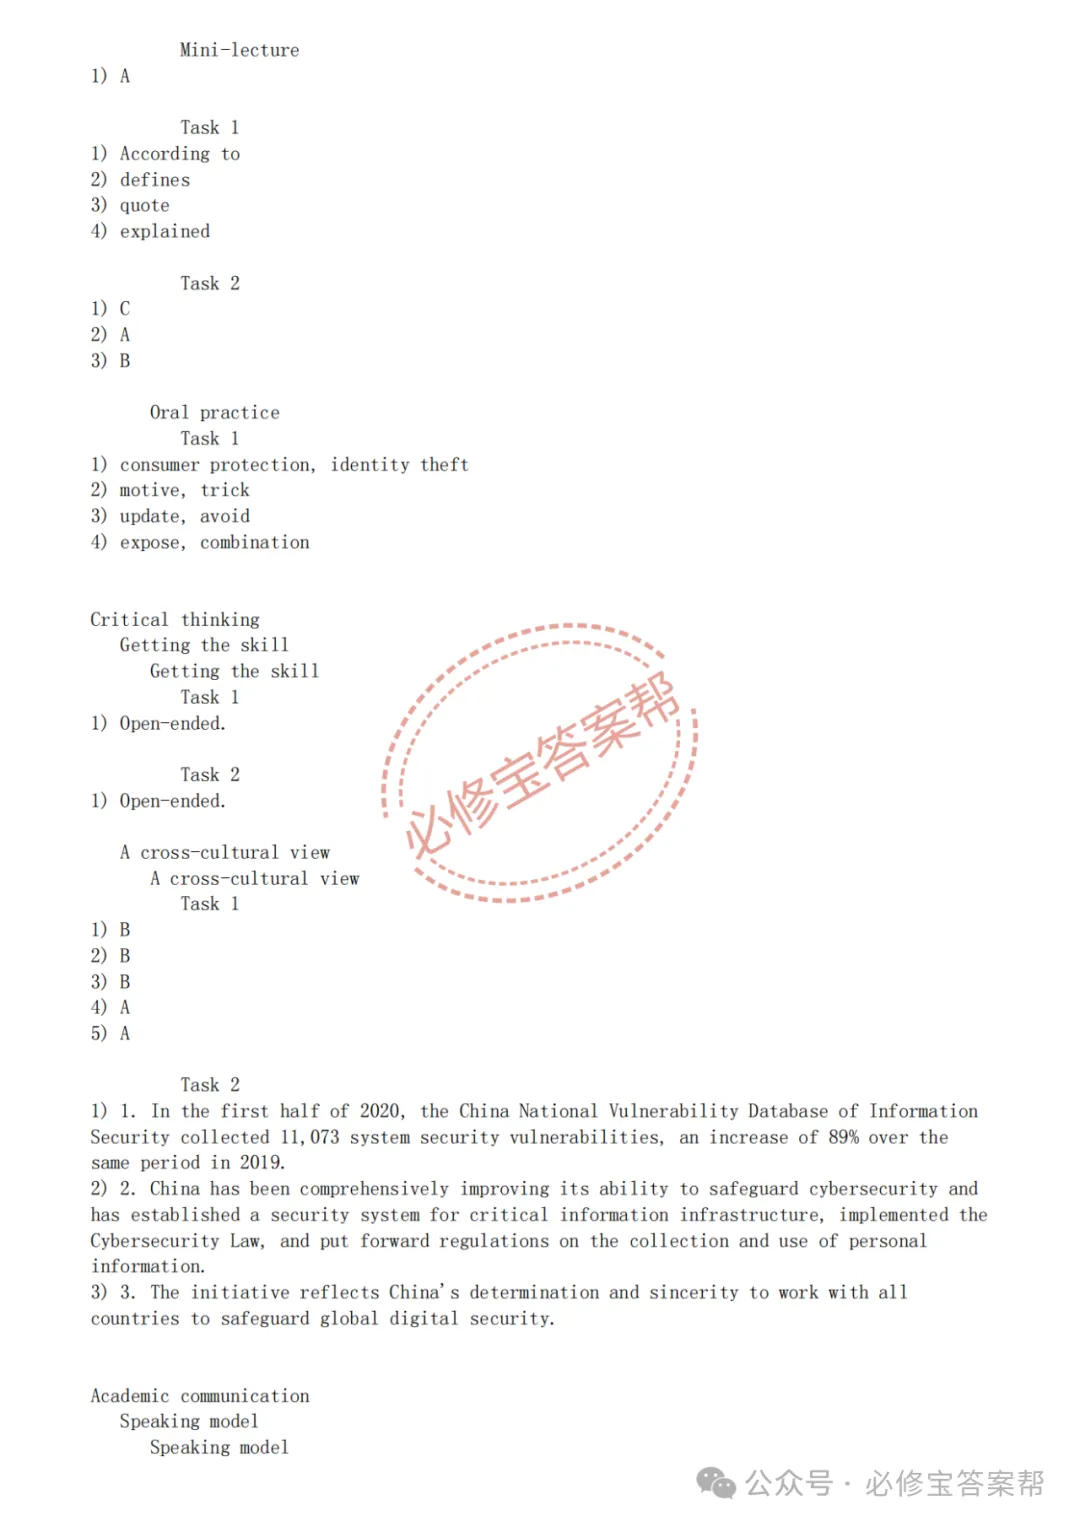 Mini-lecture
1) A
Task 1
1) According to
2) defines
3) quote
4) explained
Task 2
1) C
2) A
3) B
Oral practice
Task 1
1) consumer protection, identity theft
2) motive, trick
3) update, avoid
4) expose, combination
Critical thinking
Getting the skill
Getting the skill
Task 1
1) Open-ended.
Task 2
1) Open-ended.
A cross-cultural view
A cross-cultural view
Task 1
1) B
2) B
3) B
4) A
5) A
Task 2
1) 1. In the first half of 2020, the China National Vulnerability Database of Information
Security collected 11,073 system security vulnerabilities, an increase of 89% over the
same period in 2019.
2) 2. China has been comprehensively improving its ability to safeguard cybersecurity and
has established a security system for critical information infrastructure, implemented the
Cybersecurity Law, and put forward regulations on the collection and use of personal
information.
3) 3. The initiative reflects China's determination and sincerity to work with all
countries to safeguard global digital security.
Academic communication
Speaking model
Speaking model
必修宝答案帮
公众号·必修宝答案帮